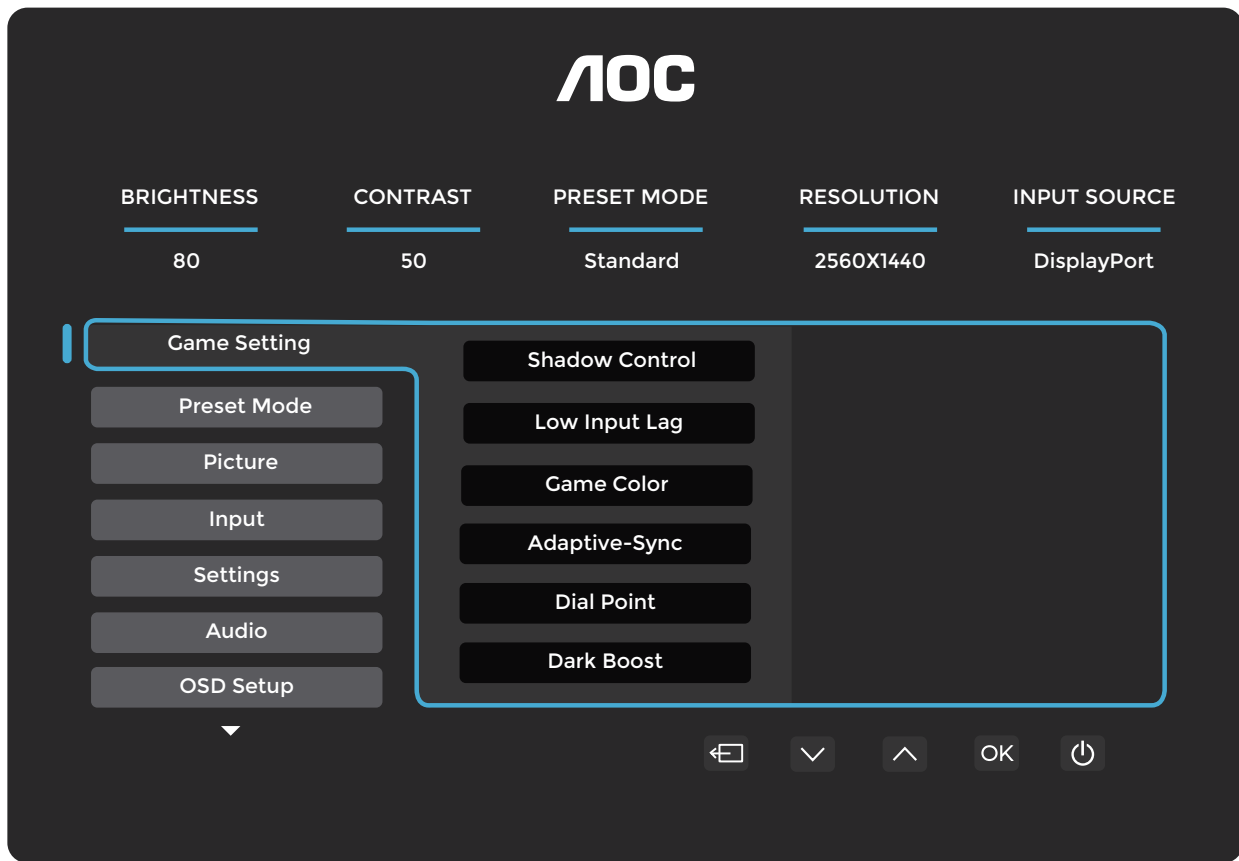 AOC
BRIGHTNESS CONTRAST PRESET MODE RESOLUTION INPUT SOURCE
80 50 Standard 2560X1440 DisplayPort
Game Setting
Preset Mode
Picture
Input
Settings
Audio
OSD Setup
Shadow Control
Low Input Lag
Game Color
Adaptive-Sync
Dial Point
Dark Boost
OK